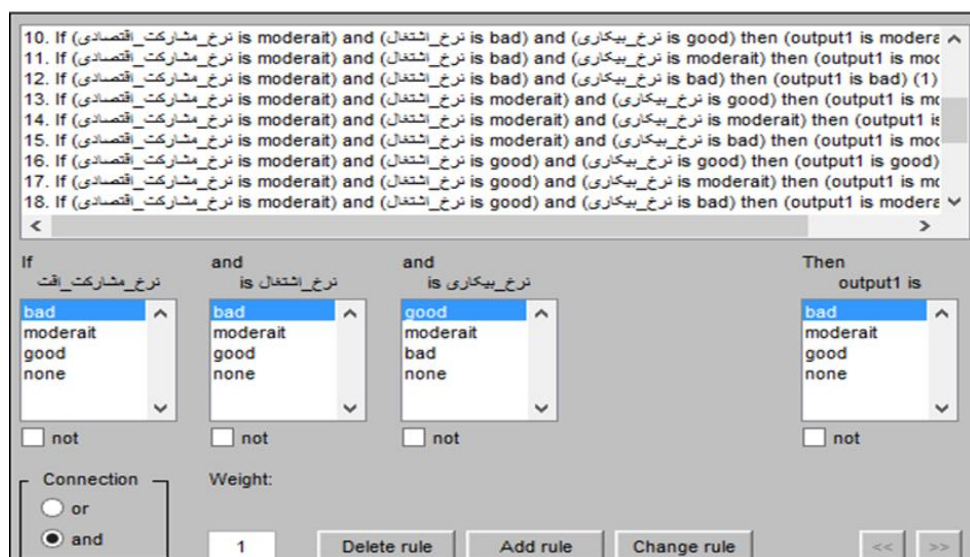 10. If (نرخ_مشارکت_اقتصادی is moderait) and (نرخ_اشتغال is bad) and (نرخ_بیکاری is good) then (output1 is modera
11. If (نرخ_مشارکت_اقتصادی is moderait) and (نرخ_اشتغال is bad) and (نرخ_بیکاری is moderait) then (output1 is mod
12. If (نرخ_مشارکت_اقتصادی is moderait) and (نرخ_اشتغال is bad) and (نرخ_بیکاری is bad) then (output1 is bad) (1)
13. If (نرخ_مشارکت_اقتصادی is moderait) and (نرخ_اشتغال is moderait) and (نرخ_بیکاری is good) then (output1 is mo
14. If (نرخ_مشارکت_اقتصادی is moderait) and (نرخ_اشتغال is moderait) and (نرخ_بیکاری is moderait) then (output1 is
15. If (نرخ_مشارکت_اقتصادی is moderait) and (نرخ_اشتغال is moderait) and (نرخ_بیکاری is bad) then (output1 is mod
16. If (نرخ_مشارکت_اقتصادی is moderait) and (نرخ_اشتغال is good) and (نرخ_بیکاری is good) then (output1 is good)
17. If (نرخ_مشارکت_اقتصادی is moderait) and (نرخ_اشتغال is good) and (نرخ_بیکاری is moderait) then (output1 is mo
18. If (نرخ_مشارکت_اقتصادی is moderait) and (نرخ_اشتغال is good) and (نرخ_بیکاری is bad) then (output1 is modera
If and and Then
نرخ_مشارکت_اقت نرخ_اشتغال is نرخ_بیکاری is output1 is
bad bad good bad
moderait moderait moderait moderait
good good bad good
none none none none
not not not not
Connection Weight:
or
and 1 Delete rule Add rule Change rule << >>